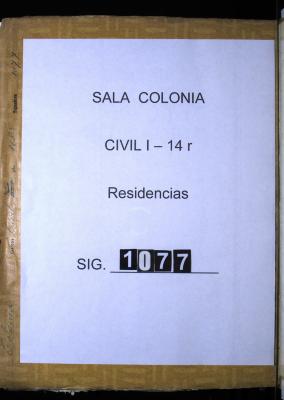 SALA COLONIA
CIVIL I – 14 r
Residencias
SIG. 1077